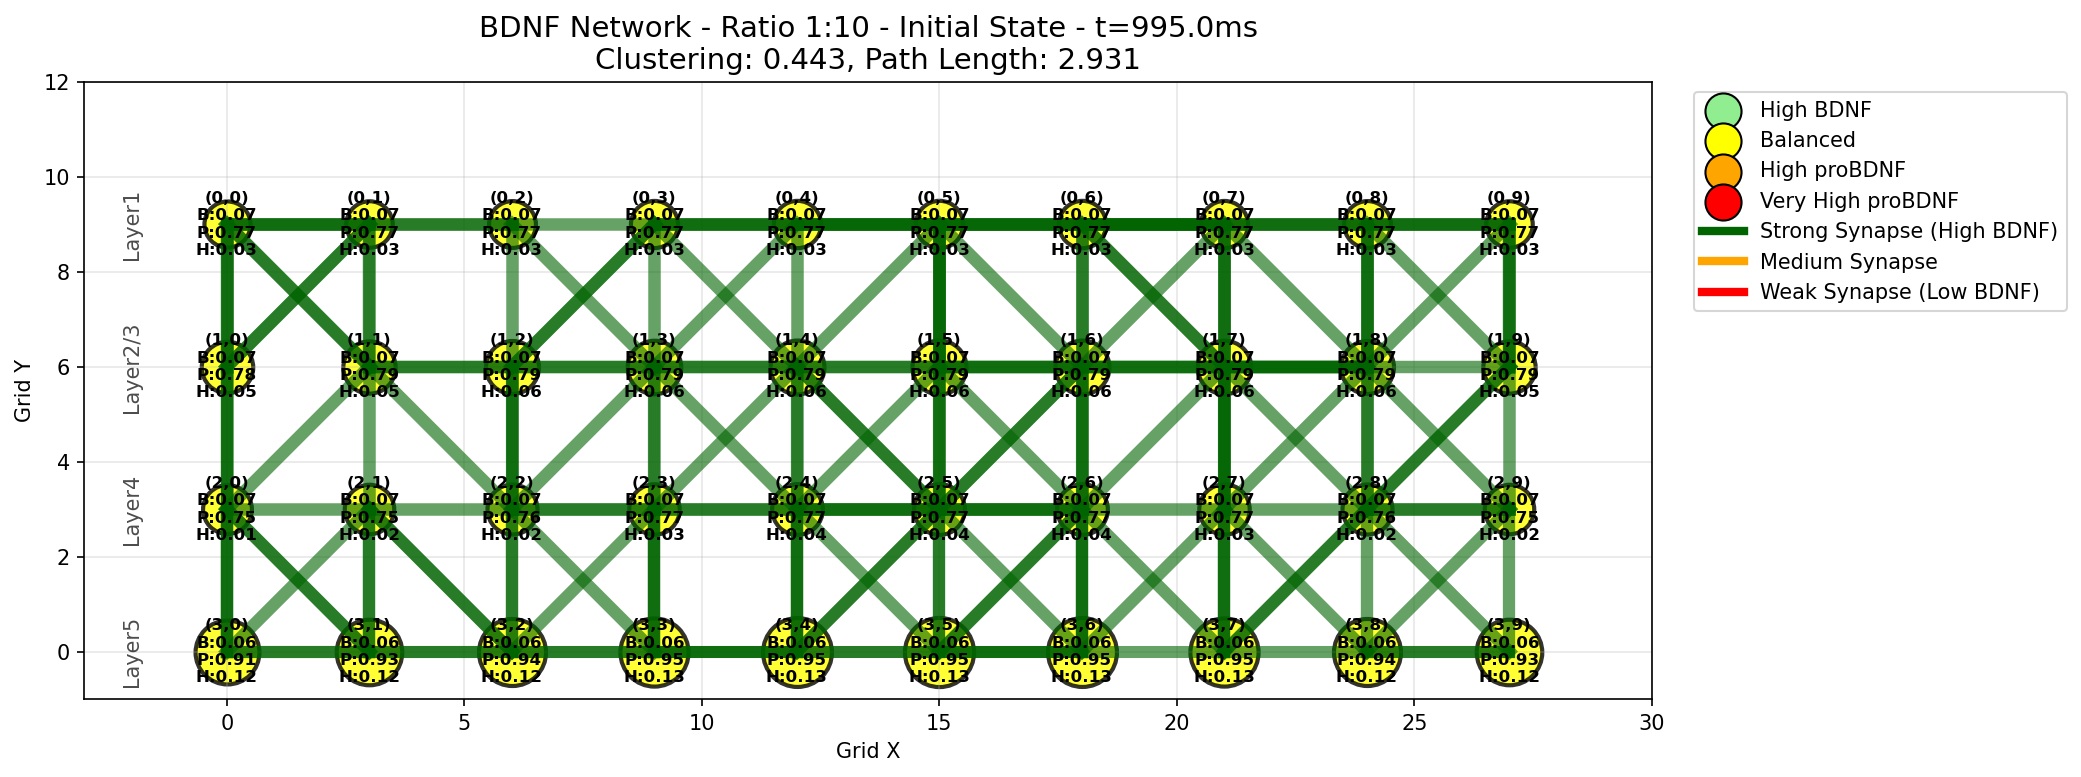 BDNF Network - Ratio 1:10 - Initial State - t=995.0ms
Clustering: 0.443, Path Length: 2.931
12
10
8
6
4
2
0
Grid Y
Layer1
Layer2/3
Layer4
Layer5
(0,0) (0,1) (0,2) (0,3) (0,4) (0,5) (0,6) (0,7) (0,8) (0,9)
B:0.07 B:0.07 B:0.07 B:0.07 B:0.07 B:0.07 B:0.07 B:0.07 B:0.07 B:0.07
P:0.77 P:0.77 P:0.77 P:0.77 P:0.77 P:0.77 P:0.77 P:0.77 P:0.77 P:0.77
H:0.03 H:0.03 H:0.03 H:0.03 H:0.03 H:0.03 H:0.03 H:0.03 H:0.03 H:0.03
(1,0) (1,1) (1,2) (1,3) (1,4) (1,5) (1,6) (1,7) (1,8) (1,9)
B:0.07 B:0.07 B:0.07 B:0.07 B:0.07 B:0.07 B:0.07 B:0.07 B:0.07 B:0.07
P:0.78 P:0.79 P:0.79 P:0.79 P:0.79 P:0.79 P:0.79 P:0.79 P:0.79 P:0.79
H:0.05 H:0.05 H:0.06 H:0.06 H:0.06 H:0.06 H:0.06 H:0.06 H:0.06 H:0.05
(2,0) (2,1) (2,2) (2,3) (2,4) (2,5) (2,6) (2,7) (2,8) (2,9)
B:0.07 B:0.07 B:0.07 B:0.07 B:0.07 B:0.07 B:0.07 B:0.07 B:0.07 B:0.07
P:0.75 P:0.75 P:0.76 P:0.77 P:0.77 P:0.77 P:0.77 P:0.77 P:0.76 P:0.75
H:0.01 H:0.02 H:0.02 H:0.03 H:0.04 H:0.04 H:0.04 H:0.03 H:0.02 H:0.02
(3,0) (3,1) (3,2) (3,3) (3,4) (3,5) (3,6) (3,7) (3,8) (3,9)
B:0.06 B:0.06 B:0.06 B:0.06 B:0.06 B:0.06 B:0.06 B:0.06 B:0.06 B:0.06
P:0.91 P:0.93 P:0.94 P:0.95 P:0.95 P:0.95 P:0.95 P:0.95 P:0.94 P:0.93
H:0.12 H:0.12 H:0.12 H:0.13 H:0.13 H:0.13 H:0.13 H:0.13 H:0.12 H:0.12
0 5 10 15 20 25 30
Grid X
High BDNF
Balanced
High proBDNF
Very High proBDNF
Strong Synapse (High BDNF)
Medium Synapse
Weak Synapse (Low BDNF)